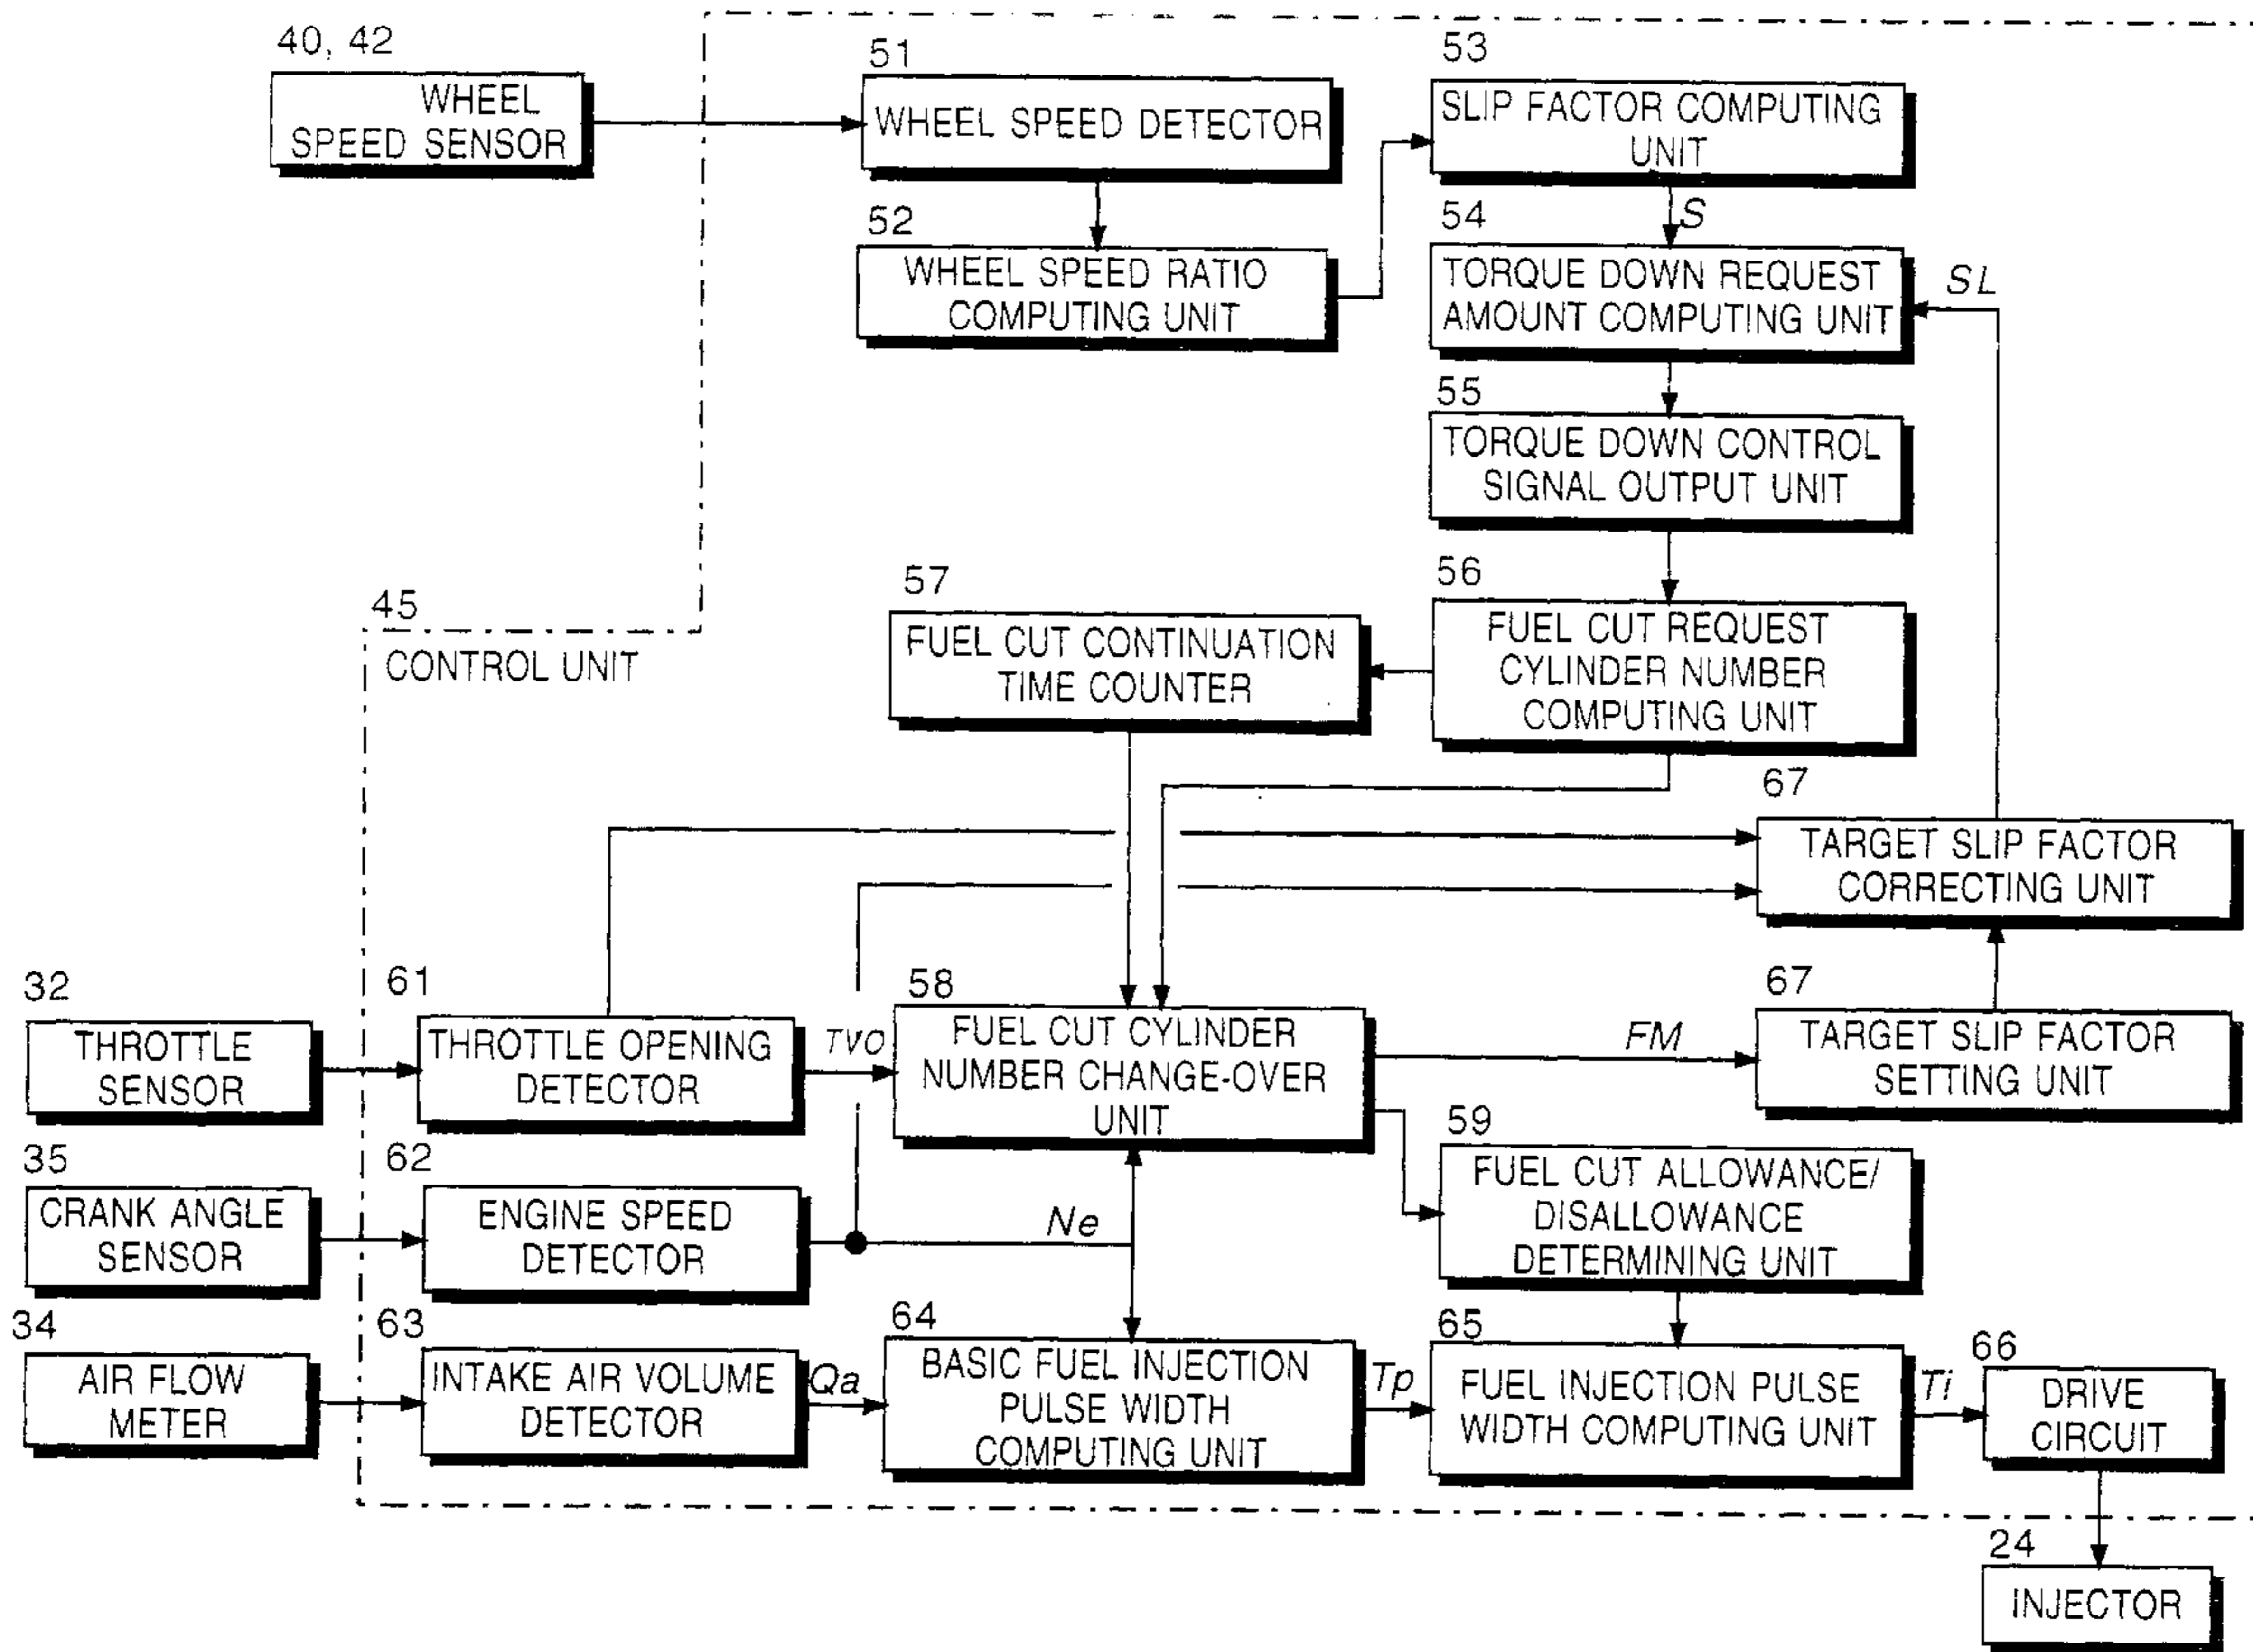 40, 42
WHEEL
SPEED SENSOR
51
WHEEL SPEED DETECTOR
53
SLIP FACTOR COMPUTING
UNIT
S
52
WHEEL SPEED RATIO
COMPUTING UNIT
54
TORQUE DOWN REQUEST
AMOUNT COMPUTING UNIT
SL
55
TORQUE DOWN CONTROL
SIGNAL OUTPUT UNIT
45
CONTROL UNIT
57
FUEL CUT CONTINUATION
TIME COUNTER
56
FUEL CUT REQUEST
CYLINDER NUMBER
COMPUTING UNIT
67
TARGET SLIP FACTOR
CORRECTING UNIT
32
THROTTLE
SENSOR
61
THROTTLE OPENING
DETECTOR
TVO
58
FUEL CUT CYLINDER
NUMBER CHANGE-OVER
UNIT
FM
67
TARGET SLIP FACTOR
SETTING UNIT
35
CRANK ANGLE
SENSOR
62
ENGINE SPEED
DETECTOR
Ne
59
FUEL CUT ALLOWANCE/
DISALLOWANCE
DETERMINING UNIT
34
AIR FLOW
METER
63
INTAKE AIR VOLUME
DETECTOR
Qa
64
BASIC FUEL INJECTION
PULSE WIDTH
COMPUTING UNIT
Tp
65
FUEL INJECTION PULSE
WIDTH COMPUTING UNIT
Ti
66
DRIVE
CIRCUIT
24
INJECTOR